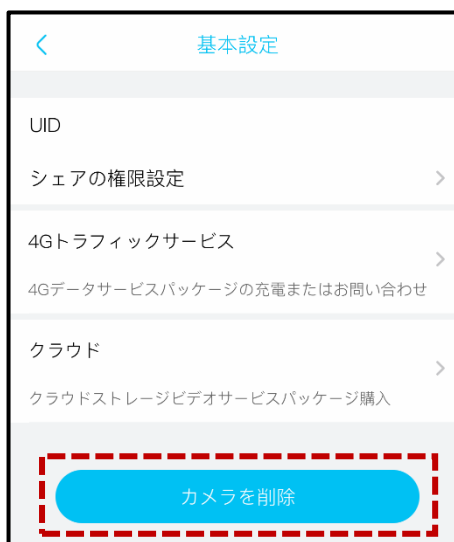 基本設定
UID
シェアの権限設定
4Gトラフィックサービス
4Gデータサービスパッケージの充電またはお問い合わせ
クラウド
クラウドストレージビデオサービスパッケージ購入
カメラを削除